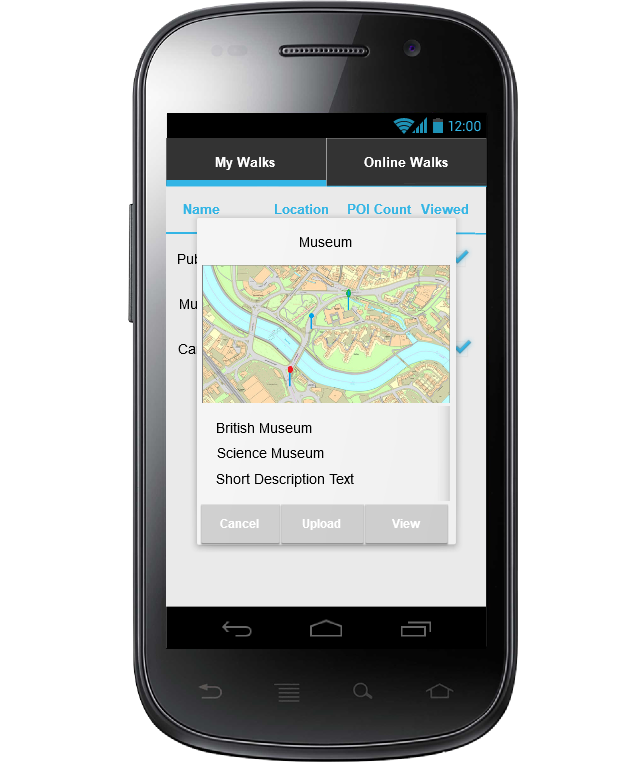 12:00
My Walks Online Walks
Name Location POI Count Viewed
Museum
Pub
Mu
Ca
British Museum
Science Museum
Short Description Text
Cancel Upload View